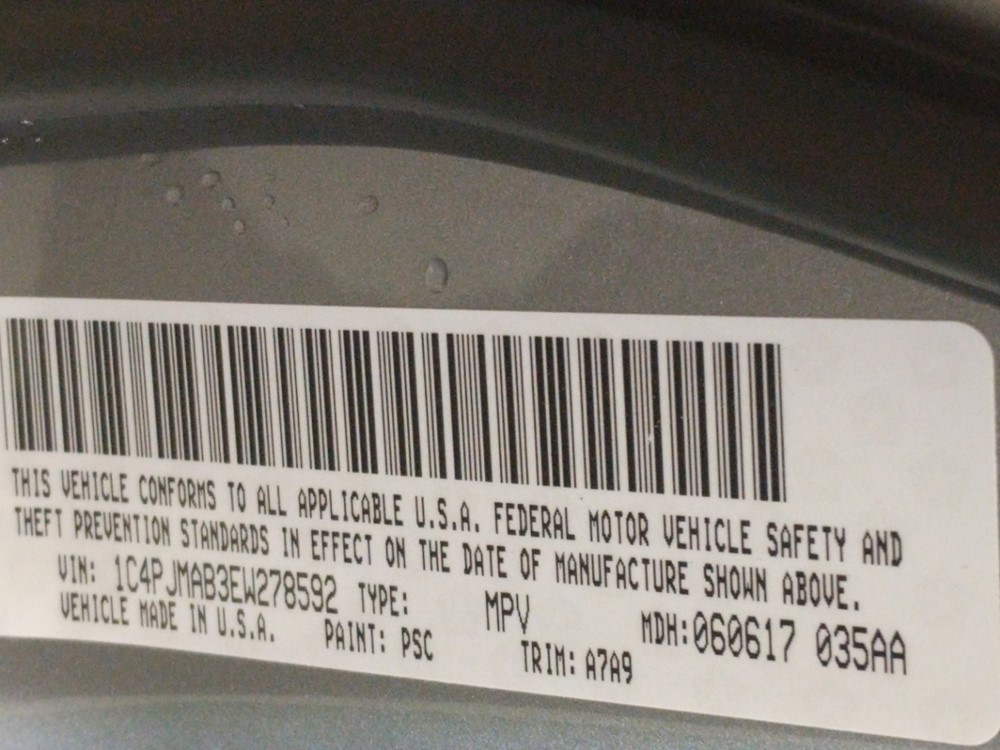 THIS VEHICLE CONFORMS TO ALL APPLICABLE U.S.A. FEDERAL MOTOR VEHICLE SAFETY AND
THEFT PREVENTION STANDARDS IN EFFECT ON THE DATE OF MANUFACTURE SHOWN ABOVE.
VIN: 1C4PJMAB3EW278592 TYPE: MPV MDH:060617 035AA
VEHICLE MADE IN U.S.A. PAINT: PSC TRIM: A7A9